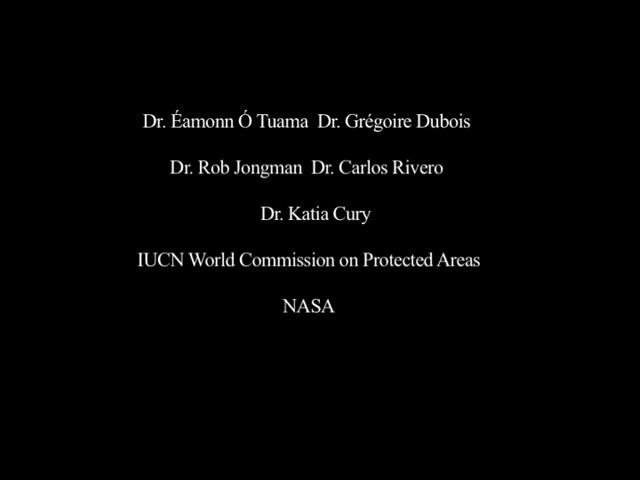 Dr. Éamonn Ó Tuama  Dr. Grégoire Dubois
Dr. Rob Jongman  Dr. Carlos Rivero
Dr. Katia Cury
IUCN World Commission on Protected Areas
NASA